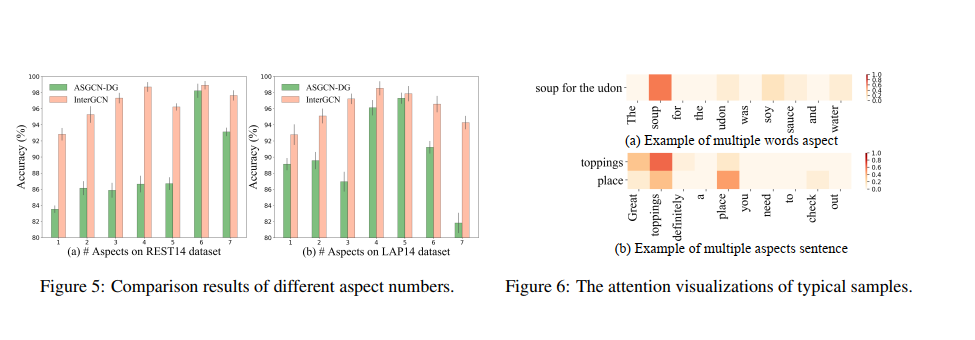 100
98
96
94
92
90
88
86
84
82
80
Accuracy (%)
ASGCN-DG
InterGCN
1 2 3 4 5 6 7
(a) # Aspects on REST14 dataset
100
98
96
94
92
90
88
86
84
82
80
Accuracy (%)
ASGCN-DG
InterGCN
1 2 3 4 5 6 7
(b) # Aspects on LAP14 dataset
Figure 5: Comparison results of different aspect numbers.
soup for the udon
1.0
0.8
0.6
0.4
0.2
0.0
The soup for the udon was soy sauce and water
(a) Example of multiple words aspect
toppings
place
1.0
0.8
0.6
0.4
0.2
0.0
Great toppings definitely a place you need to check out
(b) Example of multiple aspects sentence
Figure 6: The attention visualizations of typical samples.